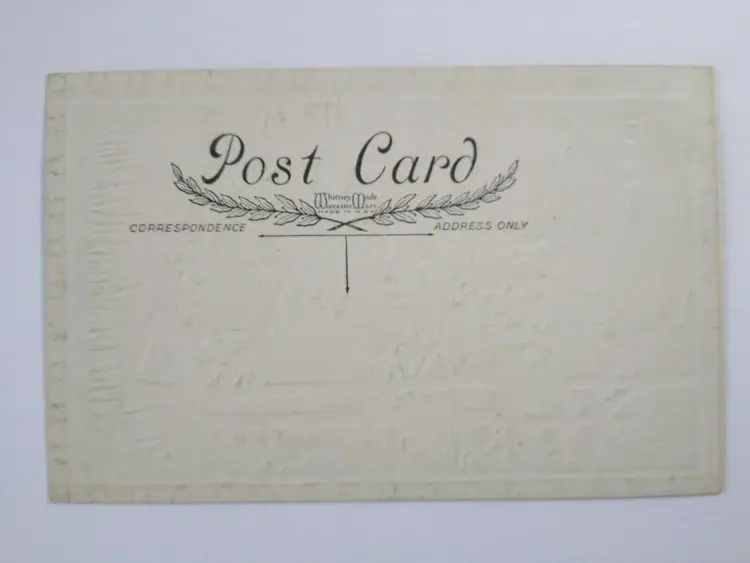 Post Card
Whitney Made
Worcester Mass
MADE IN U.S.A
CORRESPONDENCE
ADDRESS ONLY